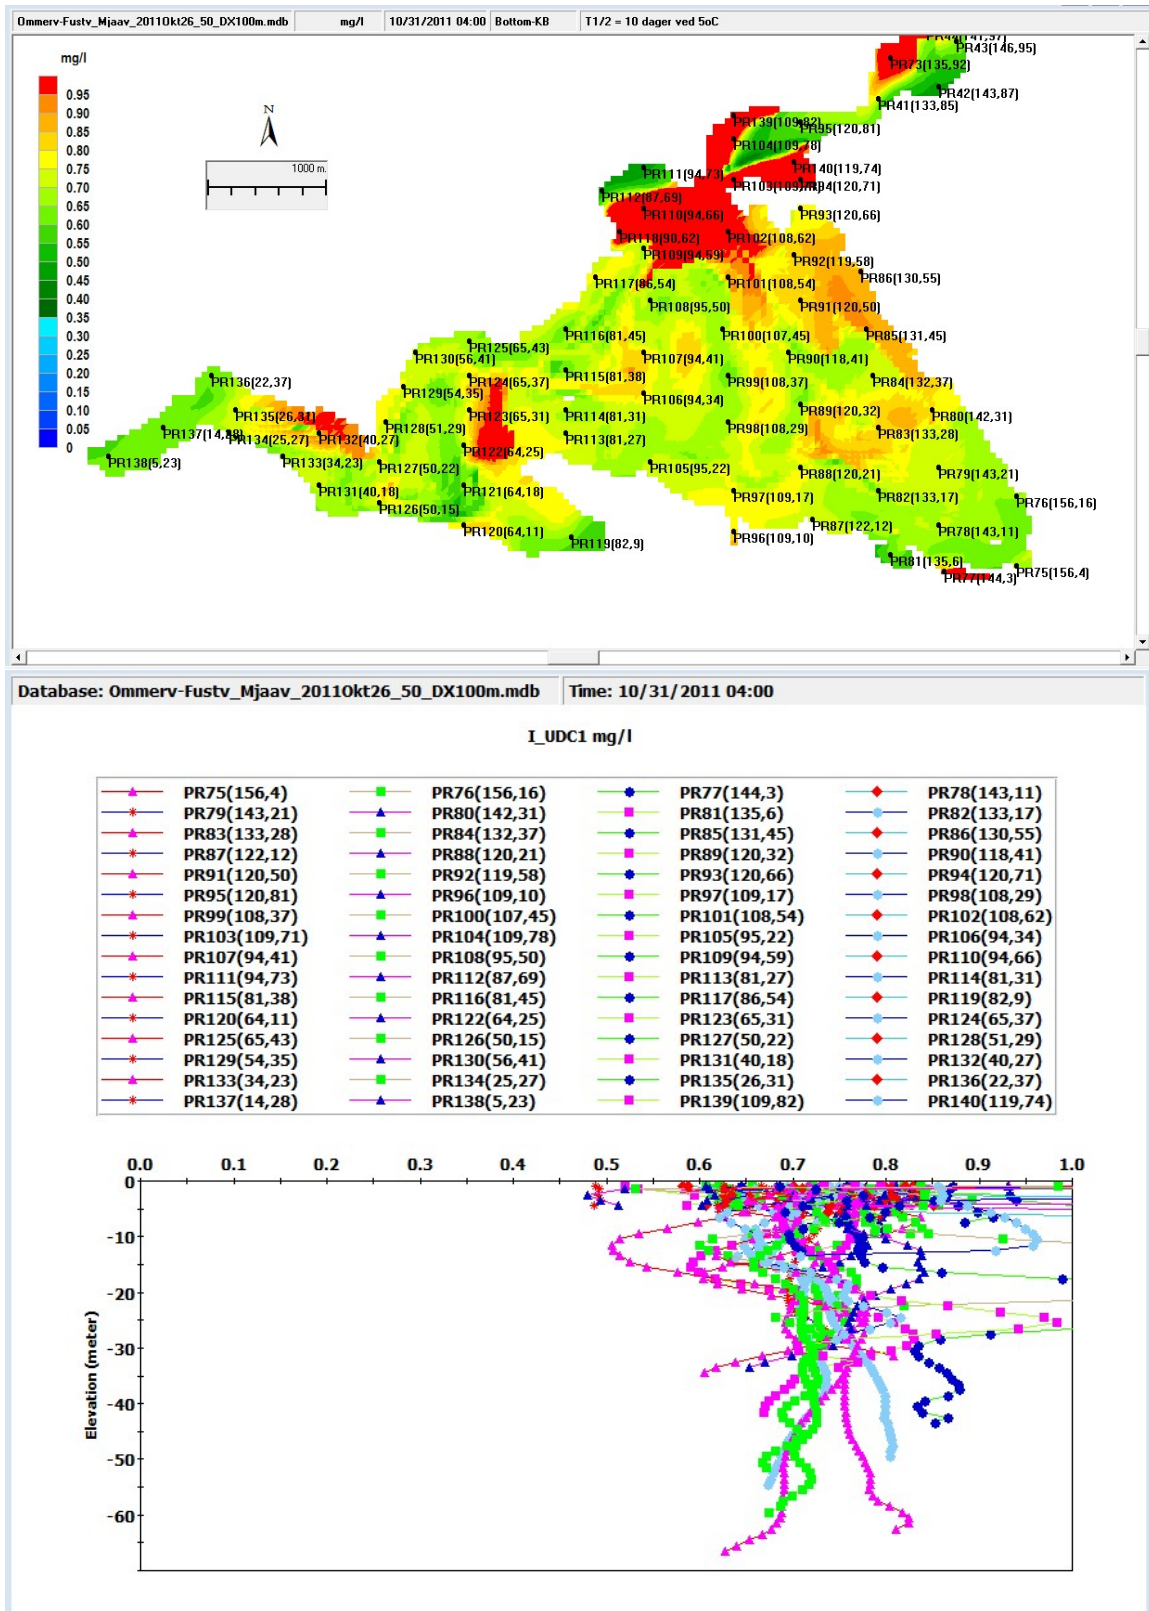 Ommerv-Fustv_Mjaav_2011Okt26_50_DX100m.mdb mg/l 10/31/2011 04:00 Bottom-KB T1/2 = 10 dager ved 5oC
mg/l
0.95
0.90
0.85
0.80
0.75
0.70
0.65
0.60
0.55
0.50
0.45
0.40
0.35
0.30
0.25
0.20
0.15
0.10
0.05
0
N
1000 m.
PR43(146,95)
PR73(135,92)
PR42(143,87)
PR41(133,85)
PR139(109,82)
PR95(120,81)
PR104(109,78)
PR140(119,74)
PR111(94,73)
PR94(120,71)
PR112(87,69)
PR110(94,66)
PR93(120,66)
PR118(90,62)
PR102(108,62)
PR109(94,59)
PR92(119,58)
PR86(130,55)
PR117(86,54)
PR101(108,54)
PR108(95,50)
PR91(120,50)
PR116(81,45)
PR100(107,45)
PR85(131,45)
PR125(65,43)
PR130(56,41)
PR107(94,41)
PR90(118,41)
PR136(22,37)
PR124(65,37)
PR115(81,38)
PR99(108,37)
PR84(132,37)
PR129(54,35)
PR106(94,34)
PR135(26,31)
PR123(65,31)
PR114(81,31)
PR89(120,32)
PR80(142,31)
PR137(14,28)
PR134(25,27)
PR132(40,27)
PR128(51,29)
PR113(81,27)
PR98(108,29)
PR83(133,28)
PR122(64,25)
PR138(5,23)
PR133(34,23)
PR127(50,22)
PR105(95,22)
PR88(120,21)
PR79(143,21)
PR131(40,18)
PR121(64,18)
PR97(109,17)
PR82(133,17)
PR76(156,16)
PR126(50,15)
PR120(64,11)
PR87(122,12)
PR78(143,11)
PR119(82,9)
PR96(109,10)
PR81(135,6)
PR77(144,3)
PR75(156,4)
Database: Ommerv-Fustv_Mjaav_2011Okt26_50_DX100m.mdb Time: 10/31/2011 04:00
I_UDC1 mg/l
PR75(156,4) PR76(156,16) PR77(144,3) PR78(143,11)
PR79(143,21) PR80(142,31) PR81(135,6) PR82(133,17)
PR83(133,28) PR84(132,37) PR85(131,45) PR86(130,55)
PR87(122,12) PR88(120,21) PR89(120,32) PR90(118,41)
PR91(120,50) PR92(119,58) PR93(120,66) PR94(120,71)
PR95(120,81) PR96(109,10) PR97(109,17) PR98(108,29)
PR99(108,37) PR100(107,45) PR101(108,54) PR102(108,62)
PR103(109,71) PR104(109,78) PR105(95,22) PR106(94,34)
PR107(94,41) PR108(95,50) PR109(94,59) PR110(94,66)
PR111(94,73) PR112(87,69) PR113(81,27) PR114(81,31)
PR115(81,38) PR116(81,45) PR117(86,54) PR119(82,9)
PR120(64,11) PR122(64,25) PR123(65,31) PR124(65,37)
PR125(65,43) PR126(50,15) PR127(50,22) PR128(51,29)
PR129(54,35) PR130(56,41) PR131(40,18) PR132(40,27)
PR133(34,23) PR134(25,27) PR135(26,31) PR136(22,37)
PR137(14,28) PR138(5,23) PR139(109,82) PR140(119,74)
0.0 0.1 0.2 0.3 0.4 0.5 0.6 0.7 0.8 0.9 1.0
0
-10
-20
-30
-40
-50
-60
Elevation (meter)